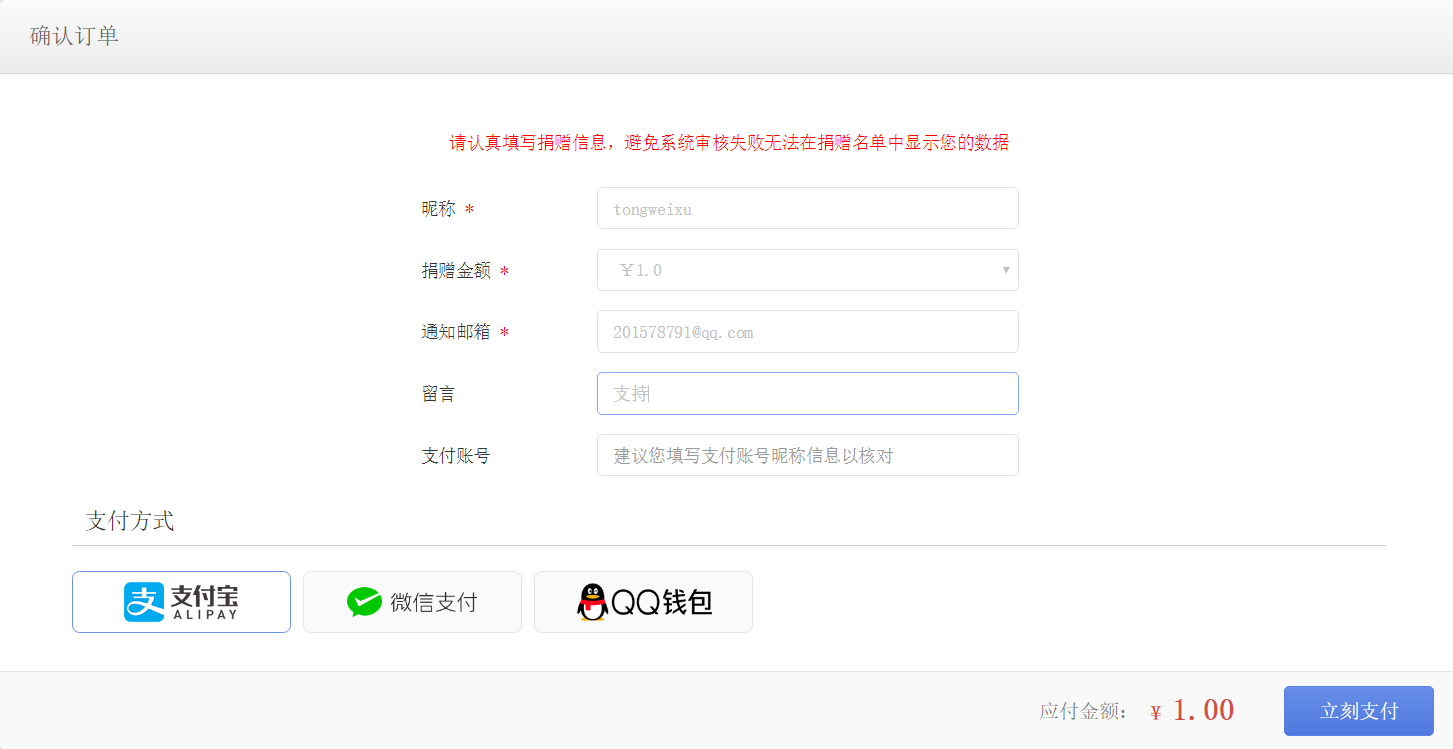 确认订单
请认真填写捐赠信息，避免系统审核失败无法在捐赠名单中显示您的数据
昵称 * tongweixu
捐赠金额 * ￥1.0
通知邮箱 * 201578791@qq.com
留言 支持
支付账号 建议您填写支付账号昵称信息以核对
支付方式
支 支付宝 ALIPAY 微信支付 QQ钱包
应付金额： ¥ 1.00 立刻支付